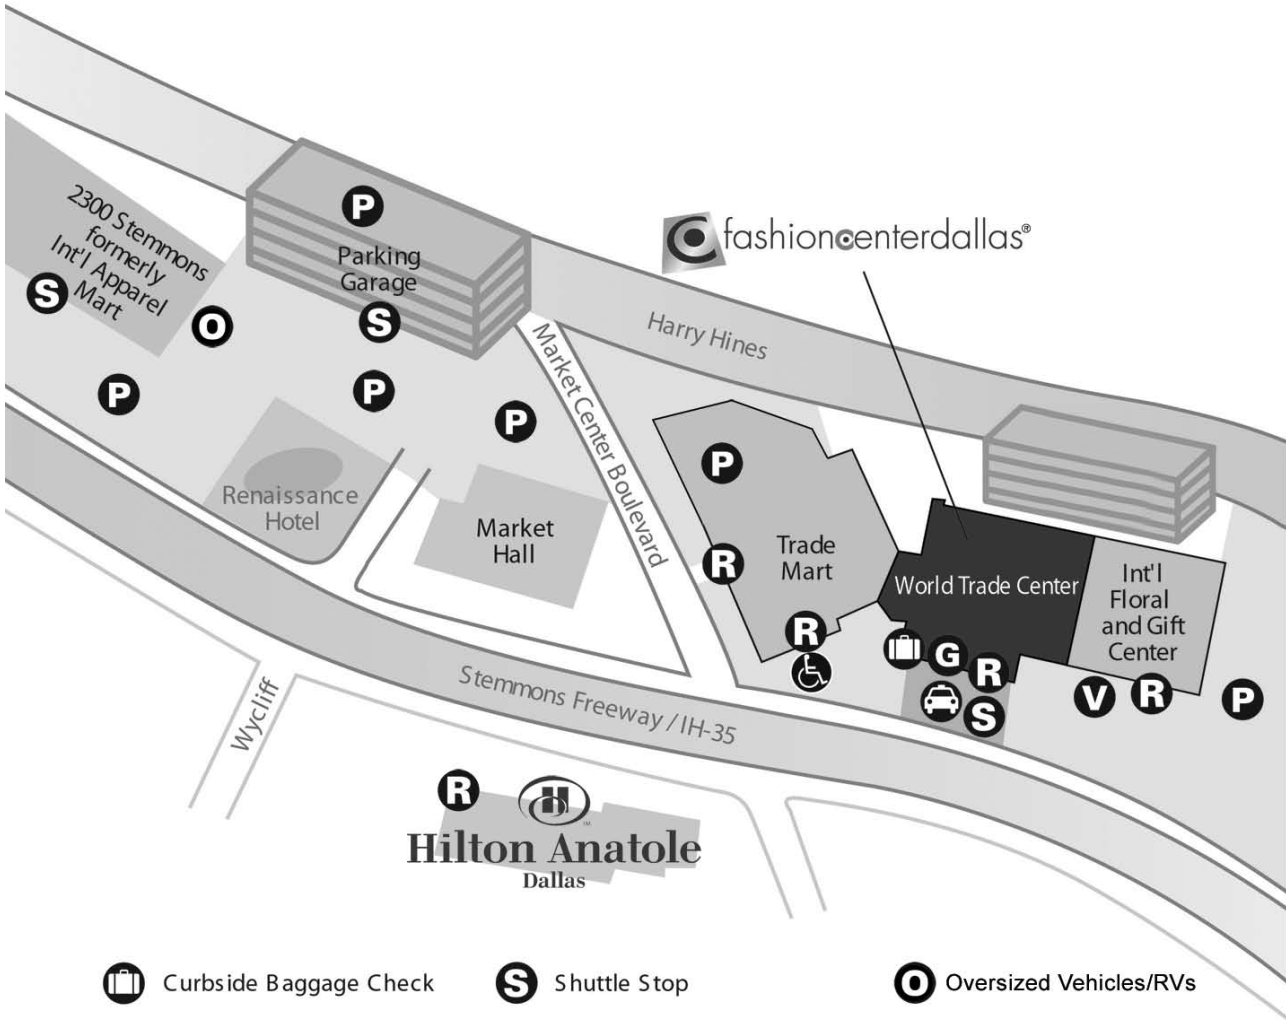 2300 Stemmons
formerly
Int'l Apparel
Mart
S
O
P
P
Parking
Garage
S
P
P
fashioncenterdallas®
Harry Hines
Market Center Boulevard
Renaissance
Hotel
Market
Hall
P
R
Trade
Mart
R
World Trade Center
G
R
S
Int'l
Floral
and Gift
Center
V
R
P
Stemmons Freeway / IH-35
Wycliff
R
H
Hilton Anatole
Dallas
Curbside Baggage Check
S Shuttle Stop
O Oversized Vehicles/RVs